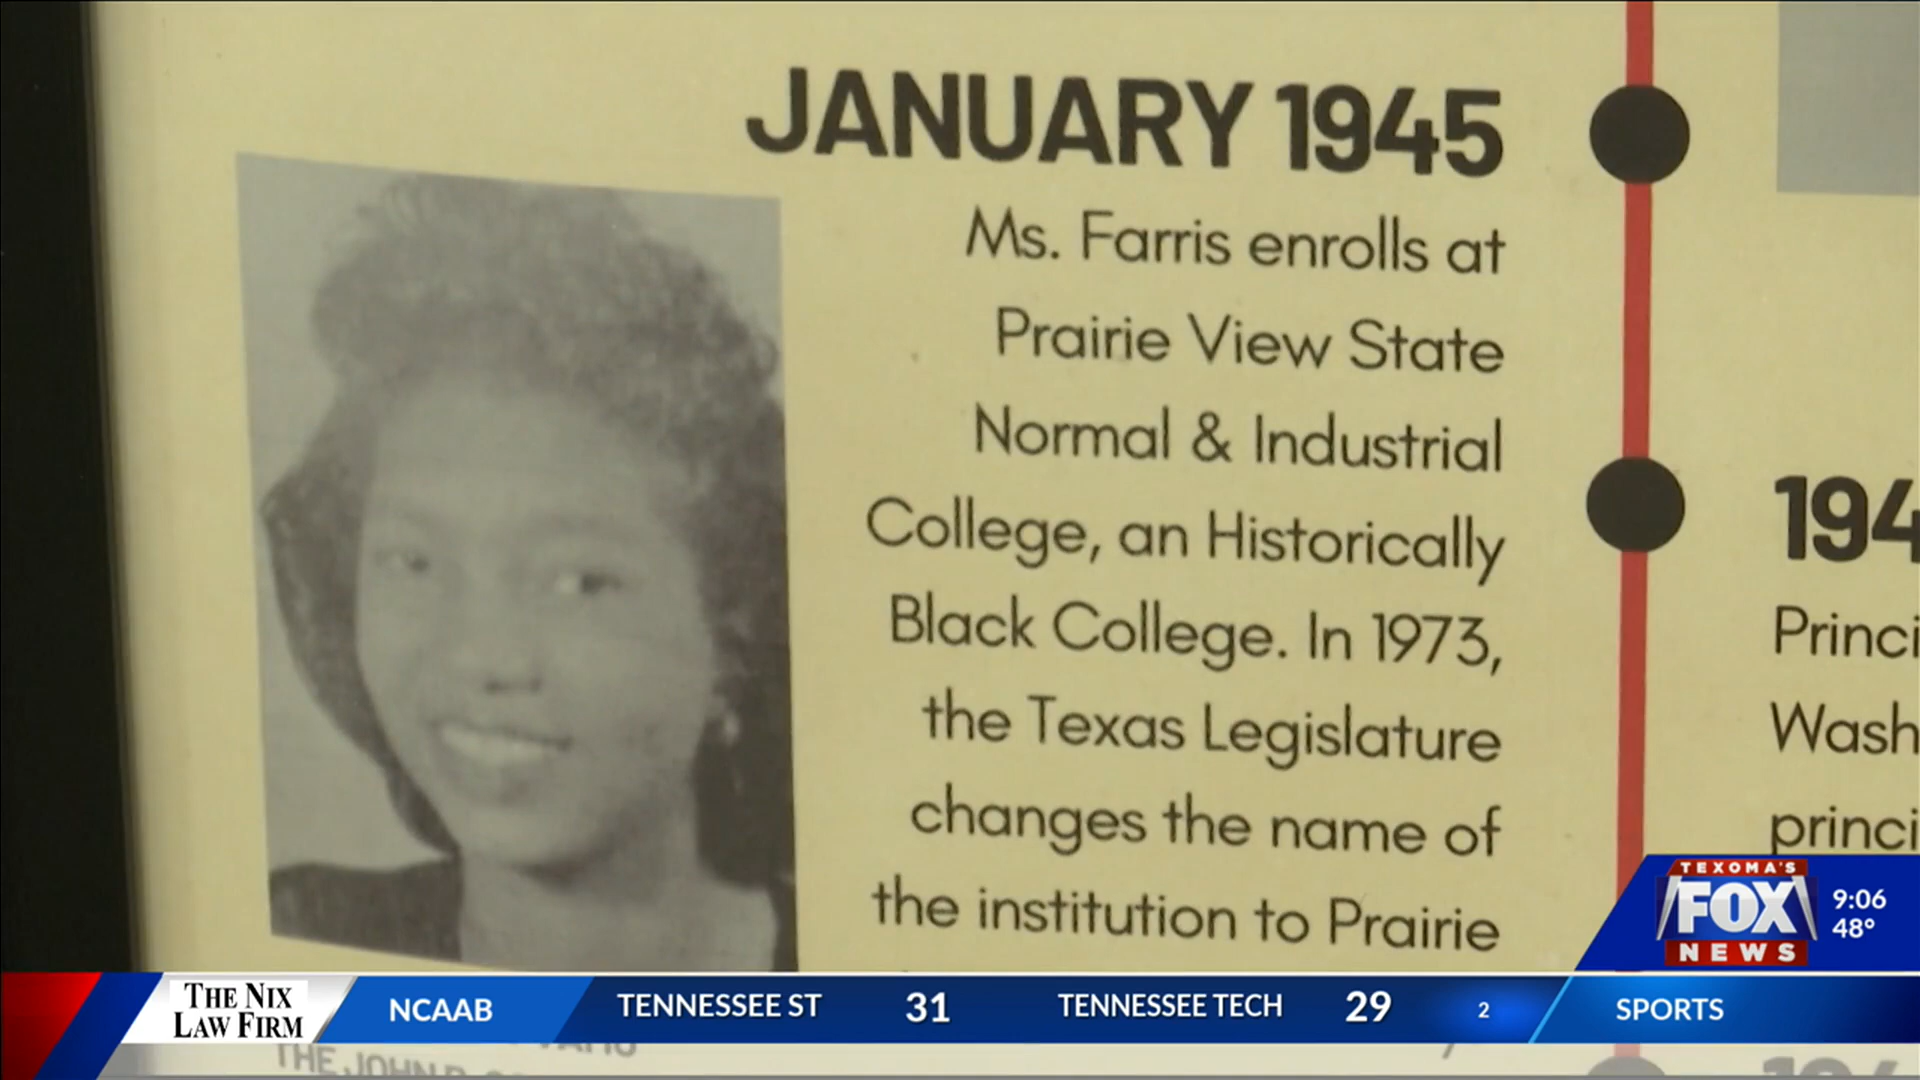 JANUARY 1945
Ms. Farris enrolls at
Prairie View State
Normal & Industrial
College, an Historically
Black College. In 1973,
the Texas Legislature
changes the name of
the institution to Prairie
194
Princi
Wash
princi
TEXOMA'S
FOX
NEWS
9:06
48°
THE NIX
LAW FIRM
NCAAB
TENNESSEE ST 31
TENNESSEE TECH 29
2
SPORTS
THE JOHN